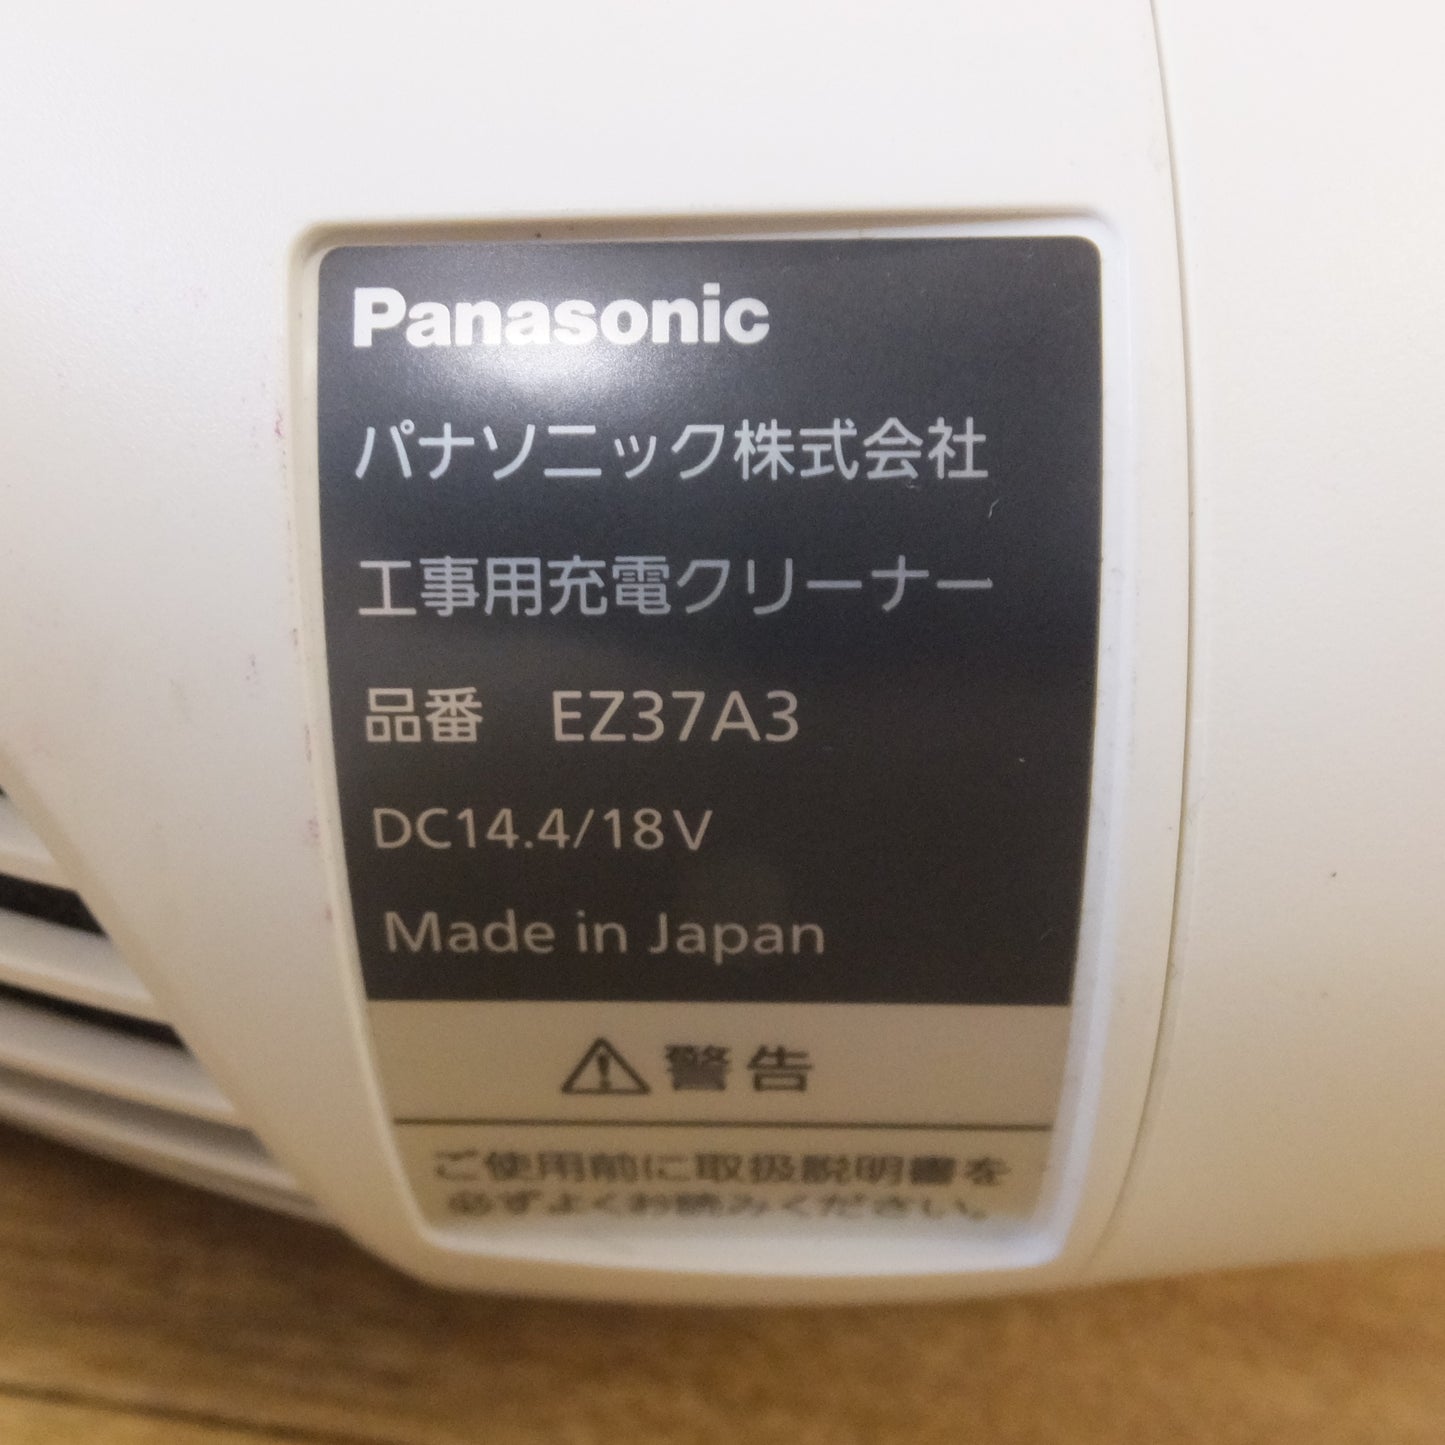 Panasonic
パナソニック株式会社
工事用充電クリーナー
品番 EZ37A3
DC14.4/18V
Made in Japan
警告
ご使用前に取扱説明書を
必ずよくお読みください。